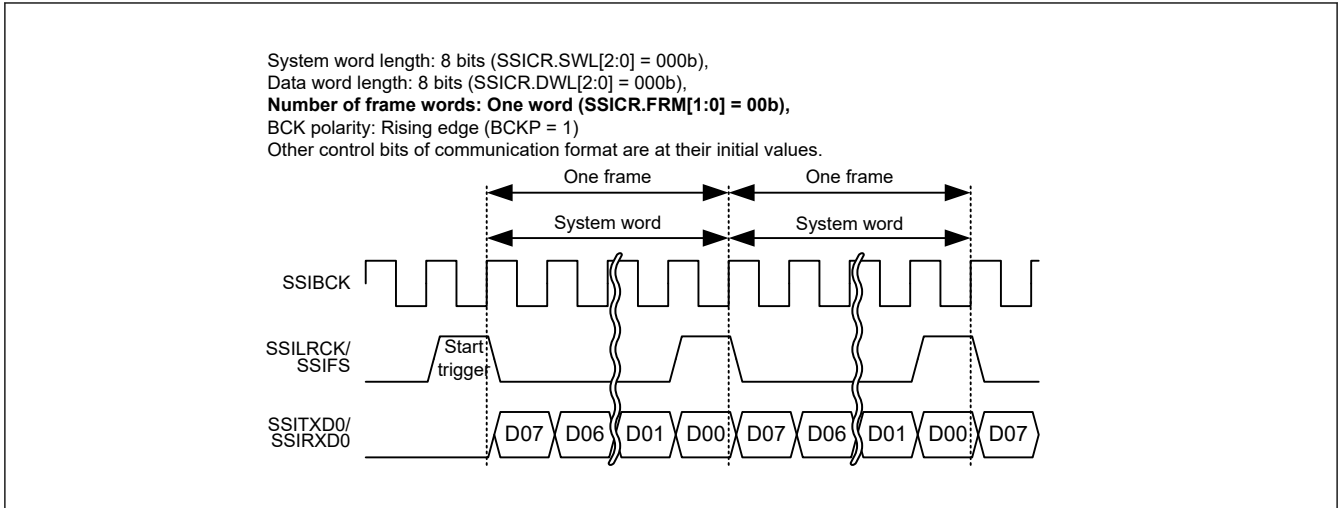 System word length: 8 bits (SSICR.SWL[2:0] = 000b),
Data word length: 8 bits (SSICR.DWL[2:0] = 000b),
Number of frame words: One word (SSICR.FRM[1:0] = 00b),
BCK polarity: Rising edge (BCKP = 1)
Other control bits of communication format are at their initial values.
One frame One frame
System word System word
SSIBCK
SSILRCK/
SSIFS
Start
trigger
SSITXD0/
SSIRXD0
D07 D06 D01 D00 D07 D06 D01 D00 D07